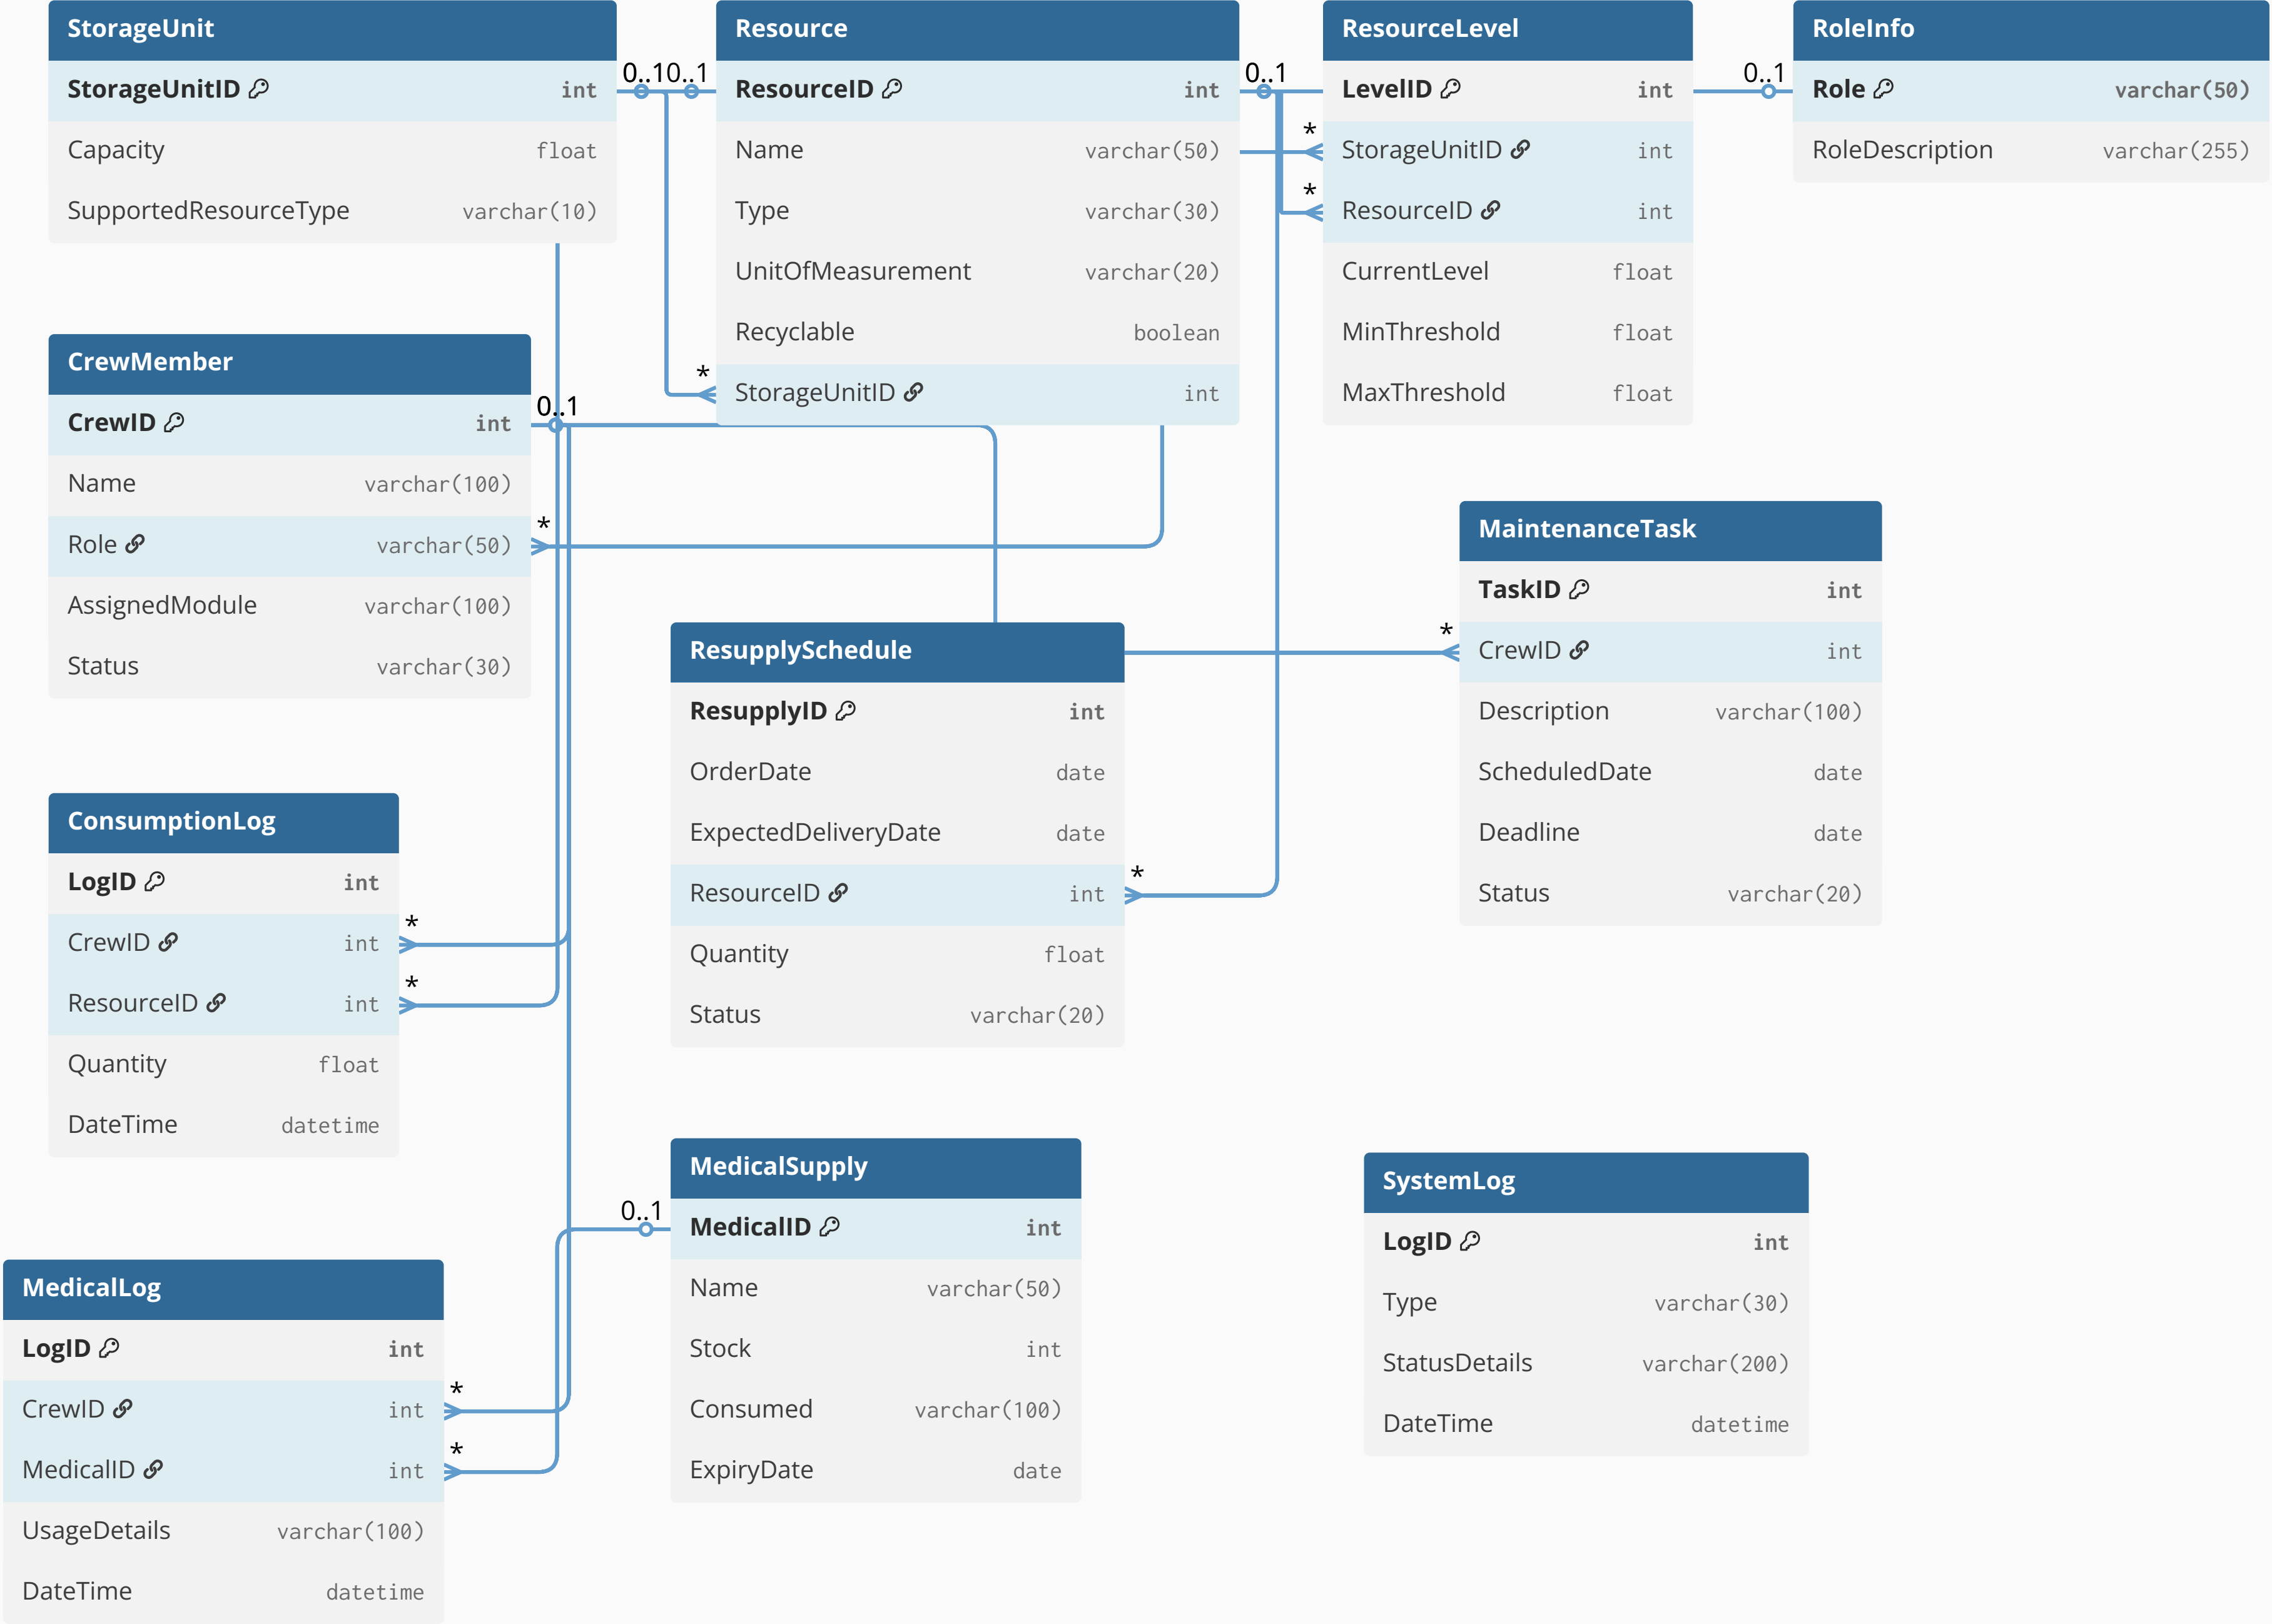 StorageUnit
StorageUnitID int
Capacity float
SupportedResourceType varchar(10)
0..1 0..1
Resource
ResourceID int
Name varchar(50)
Type varchar(30)
UnitOfMeasurement varchar(20)
Recyclable boolean
* StorageUnitID int
0..1
ResourceLevel
LevelID int
* StorageUnitID int
* ResourceID int
CurrentLevel float
MinThreshold float
MaxThreshold float
0..1
RoleInfo
Role varchar(50)
RoleDescription varchar(255)
CrewMember
CrewID int 0..1
Name varchar(100)
Role varchar(50) *
AssignedModule varchar(100)
Status varchar(30)
MaintenanceTask
TaskID int
* CrewID int
Description varchar(100)
ScheduledDate date
Deadline date
Status varchar(20)
ResupplySchedule
ResupplyID int
OrderDate date
ExpectedDeliveryDate date
ResourceID int *
Quantity float
Status varchar(20)
ConsumptionLog
LogID int
CrewID int *
ResourceID int *
Quantity float
DateTime datetime
MedicalSupply
0..1 MedicalID int
Name varchar(50)
Stock int
Consumed varchar(100)
ExpiryDate date
SystemLog
LogID int
Type varchar(30)
StatusDetails varchar(200)
DateTime datetime
MedicalLog
LogID int
CrewID int *
MedicalID int *
UsageDetails varchar(100)
DateTime datetime